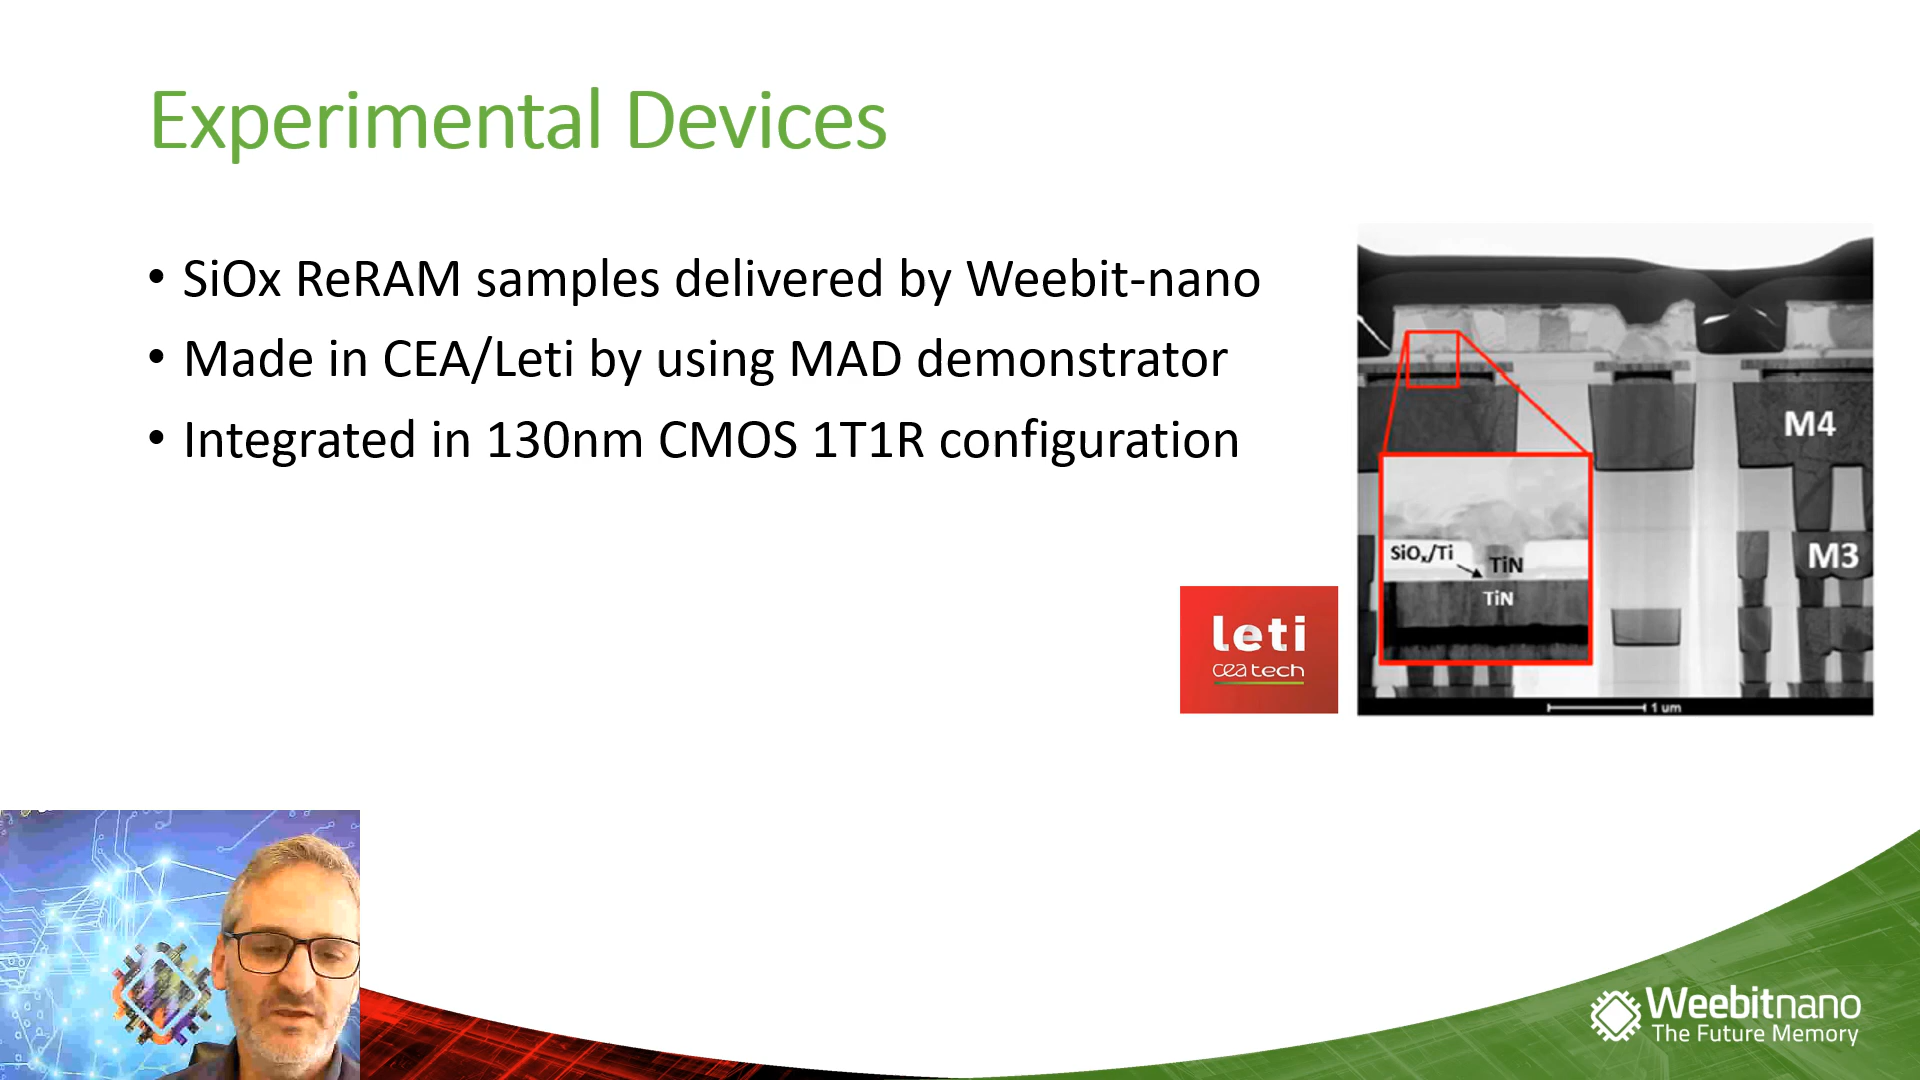 Experimental Devices
• SiOx ReRAM samples delivered by Weebit-nano
• Made in CEA/Leti by using MAD demonstrator
• Integrated in 130nm CMOS 1T1R configuration
M4
M3
SiOₓ/Ti
TiN
TiN
1 um
leti
cea tech
Weebitnano
The Future Memory